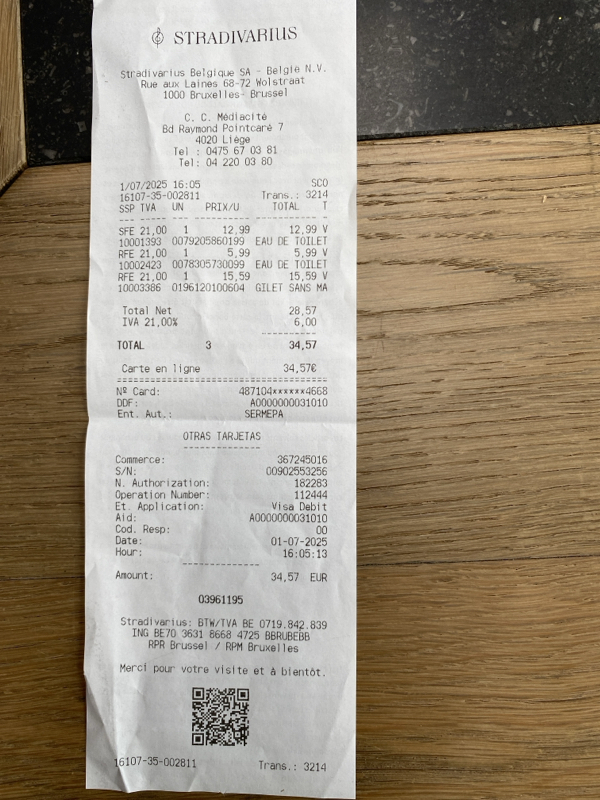 STRADIVARIUS
Stradivarius Belgique SA - België N.V.
Rue aux Laines 68-72 Wolstraat
1000 Bruxelles- Brussel
C. C. Médiacité
Bd Raymond Pointcaré 7
4020 Liège
Tel : 0475 67 03 81
Tel: 04 220 03 80
1/07/2025 16:05 SCO
16107-35-002811 Trans.: 3214
SSP TVA UN PRIX/U TOTAL T
SFE 21,00 1 12,99 12,99 V
10001393 0079205860199 EAU DE TOILET
RFE 21,00 1 5,99 5,99 V
10002423 0078305730099 EAU DE TOILET
RFE 21,00 1 15,59 15,59 V
10003386 0196120100604 GILET SANS MA
Total Net 28,57
IVA 21,00% 6,00
TOTAL 3 34,57
Carte en ligne 34,57€
Nº Card: 487104******4668
DDF: A0000000031010
Ent. Aut.: SERMEPA
OTRAS TARJETAS
Commerce: 367245016
S/N: 00902553256
N. Authorization: 182283
Operation Number: 112444
Et. Application: Visa Debit
Aid: A0000000031010
Cod. Resp: 00
Date: 01-07-2025
Hour: 16:05:13
Amount: 34,57 EUR
03961195
Stradivarius: BTW/TVA BE 0719.842.839
ING BE70 3631 8668 4725 BBRUBEBB
RPR Brussel / RPM Bruxelles
Merci pour votre visite et à bientôt.
16107-35-002811 Trans.: 3214